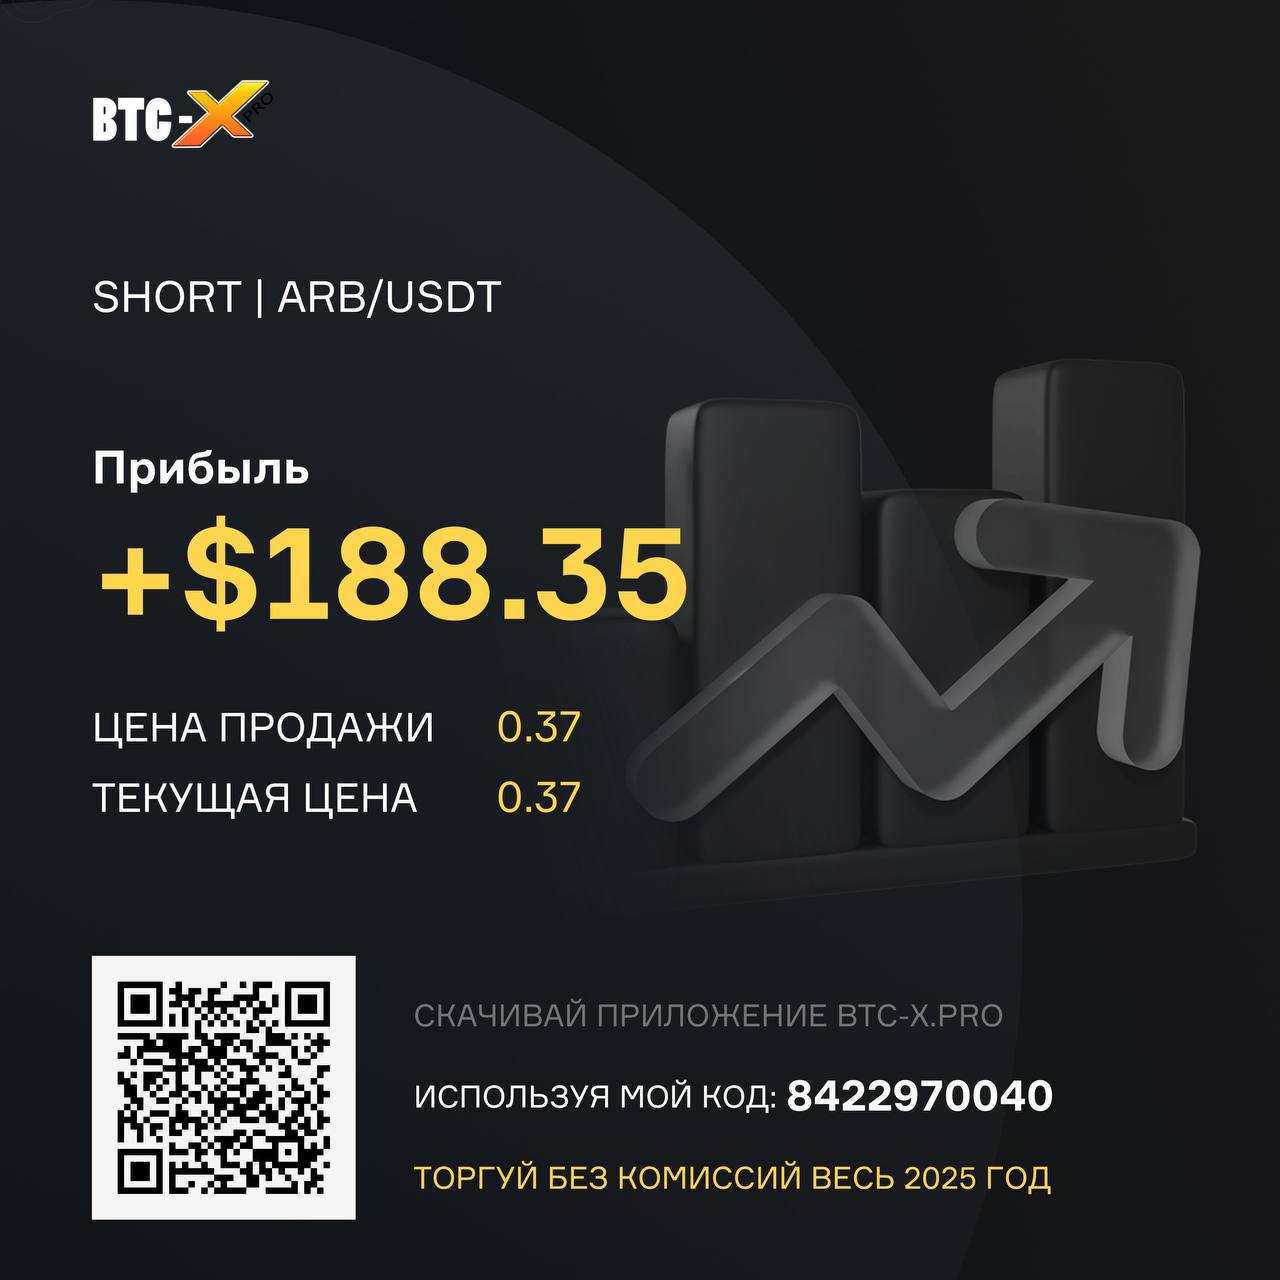 BTC-X PRO
SHORT | ARB/USDT
Прибыль
+$188.35
ЦЕНА ПРОДАЖИ 0.37
ТЕКУЩАЯ ЦЕНА 0.37
СКАЧИВАЙ ПРИЛОЖЕНИЕ BTC-X.PRO
ИСПОЛЬЗУЯ МОЙ КОД: 8422970040
ТОРГУЙ БЕЗ КОМИССИЙ ВЕСЬ 2025 ГОД